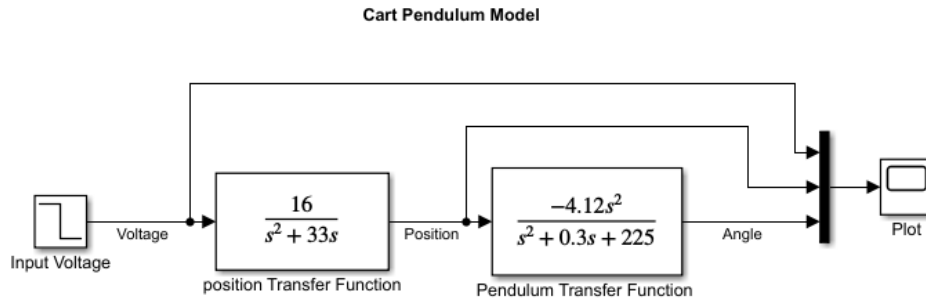 Cart Pendulum Model
Input Voltage
Voltage
16
s² + 33s
position Transfer Function
Position
-4.12s²
s² + 0.3s + 225
Pendulum Transfer Function
Angle
Plot